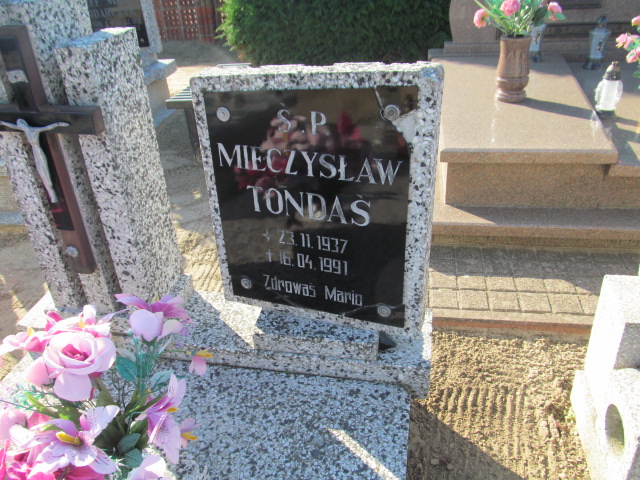 Ś.P.
MIECZYSŁAW
TONDAŚ
* 23.11.1937
+ 16.04.1991
Zdrowaś Mario